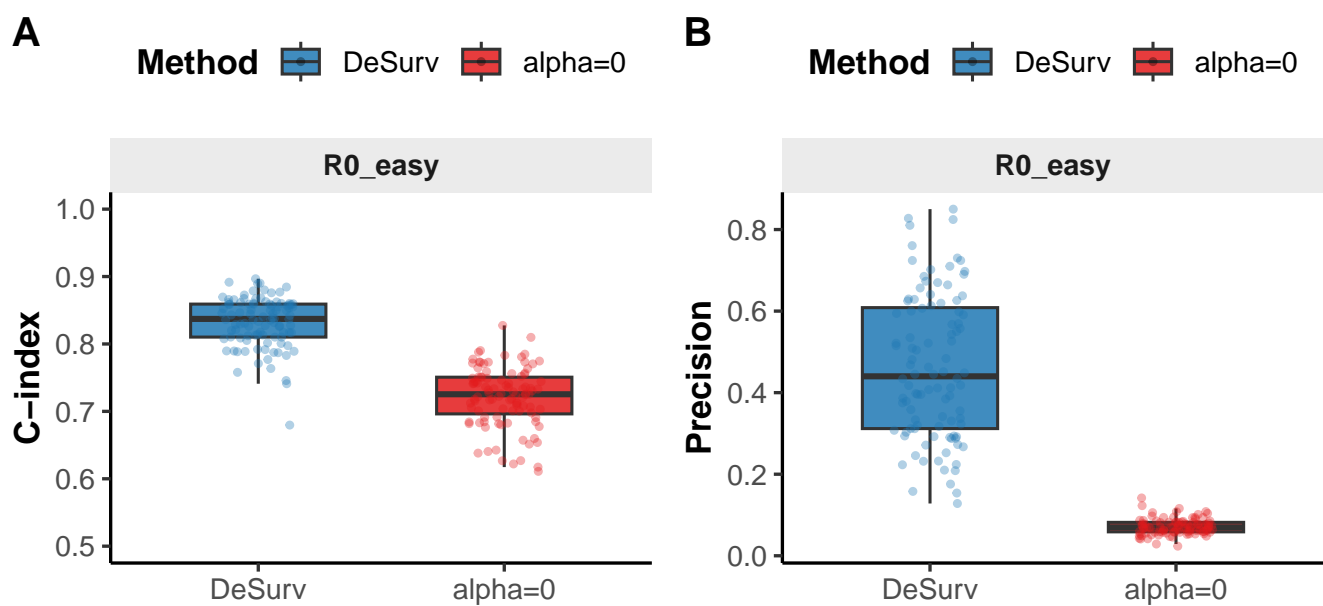 A
Method DeSurv alpha=0
R0_easy
C−index
1.0
0.9
0.8
0.7
0.6
0.5
DeSurv alpha=0
B
Method DeSurv alpha=0
R0_easy
Precision
0.8
0.6
0.4
0.2
0.0
DeSurv alpha=0